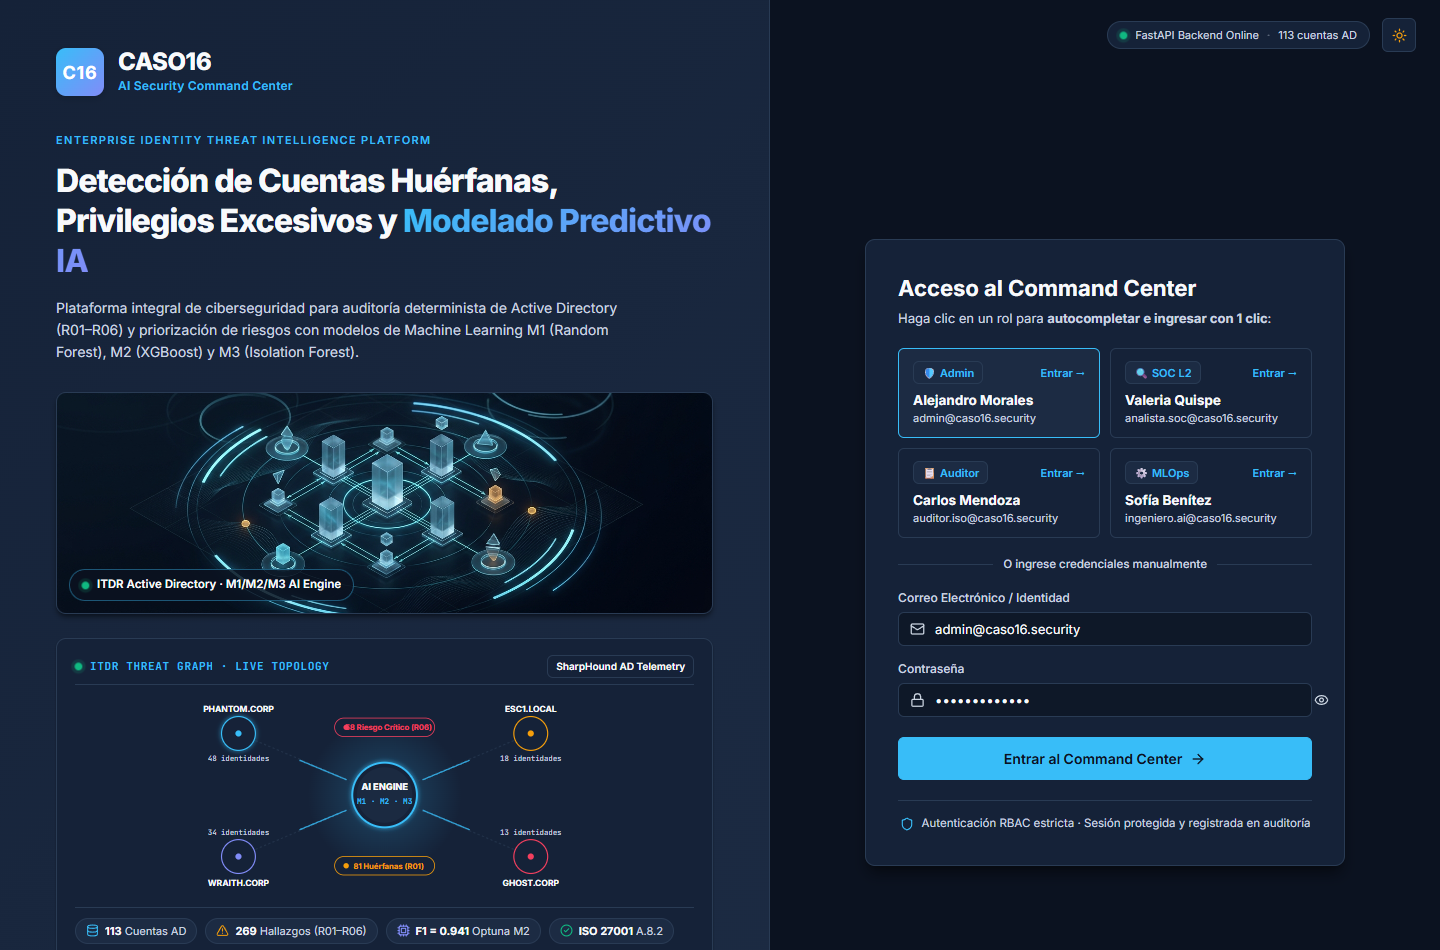 C16
CASO16
AI Security Command Center
ENTERPRISE IDENTITY THREAT INTELLIGENCE PLATFORM
Detección de Cuentas Huérfanas,
Privilegios Excesivos y Modelado Predictivo
IA
Plataforma integral de ciberseguridad para auditoría determinista de Active Directory
(R01–R06) y priorización de riesgos con modelos de Machine Learning M1 (Random
Forest), M2 (XGBoost) y M3 (Isolation Forest).
ITDR Active Directory · M1/M2/M3 AI Engine
ITDR THREAT GRAPH · LIVE TOPOLOGY
SharpHound AD Telemetry
PHANTOM.CORP
48 identidades
Riesgo Crítico (R06)
ESC1.LOCAL
18 identidades
AI ENGINE
M1 · M2 · M3
34 identidades
WRAITH.CORP
81 Huérfanas (R01)
13 identidades
GHOST.CORP
113 Cuentas AD
269 Hallazgos (R01–R06)
F1 = 0.941 Optuna M2
ISO 27001 A.8.2
FastAPI Backend Online · 113 cuentas AD
Acceso al Command Center
Haga clic en un rol para autocompletar e ingresar con 1 clic:
Admin Entrar →
Alejandro Morales
admin@caso16.security
SOC L2 Entrar →
Valeria Quispe
analista.soc@caso16.security
Auditor Entrar →
Carlos Mendoza
auditor.iso@caso16.security
MLOps Entrar →
Sofía Benítez
ingeniero.ai@caso16.security
O ingrese credenciales manualmente
Correo Electrónico / Identidad
admin@caso16.security
Contraseña
•••••••••••••
Entrar al Command Center →
Autenticación RBAC estricta · Sesión protegida y registrada en auditoría